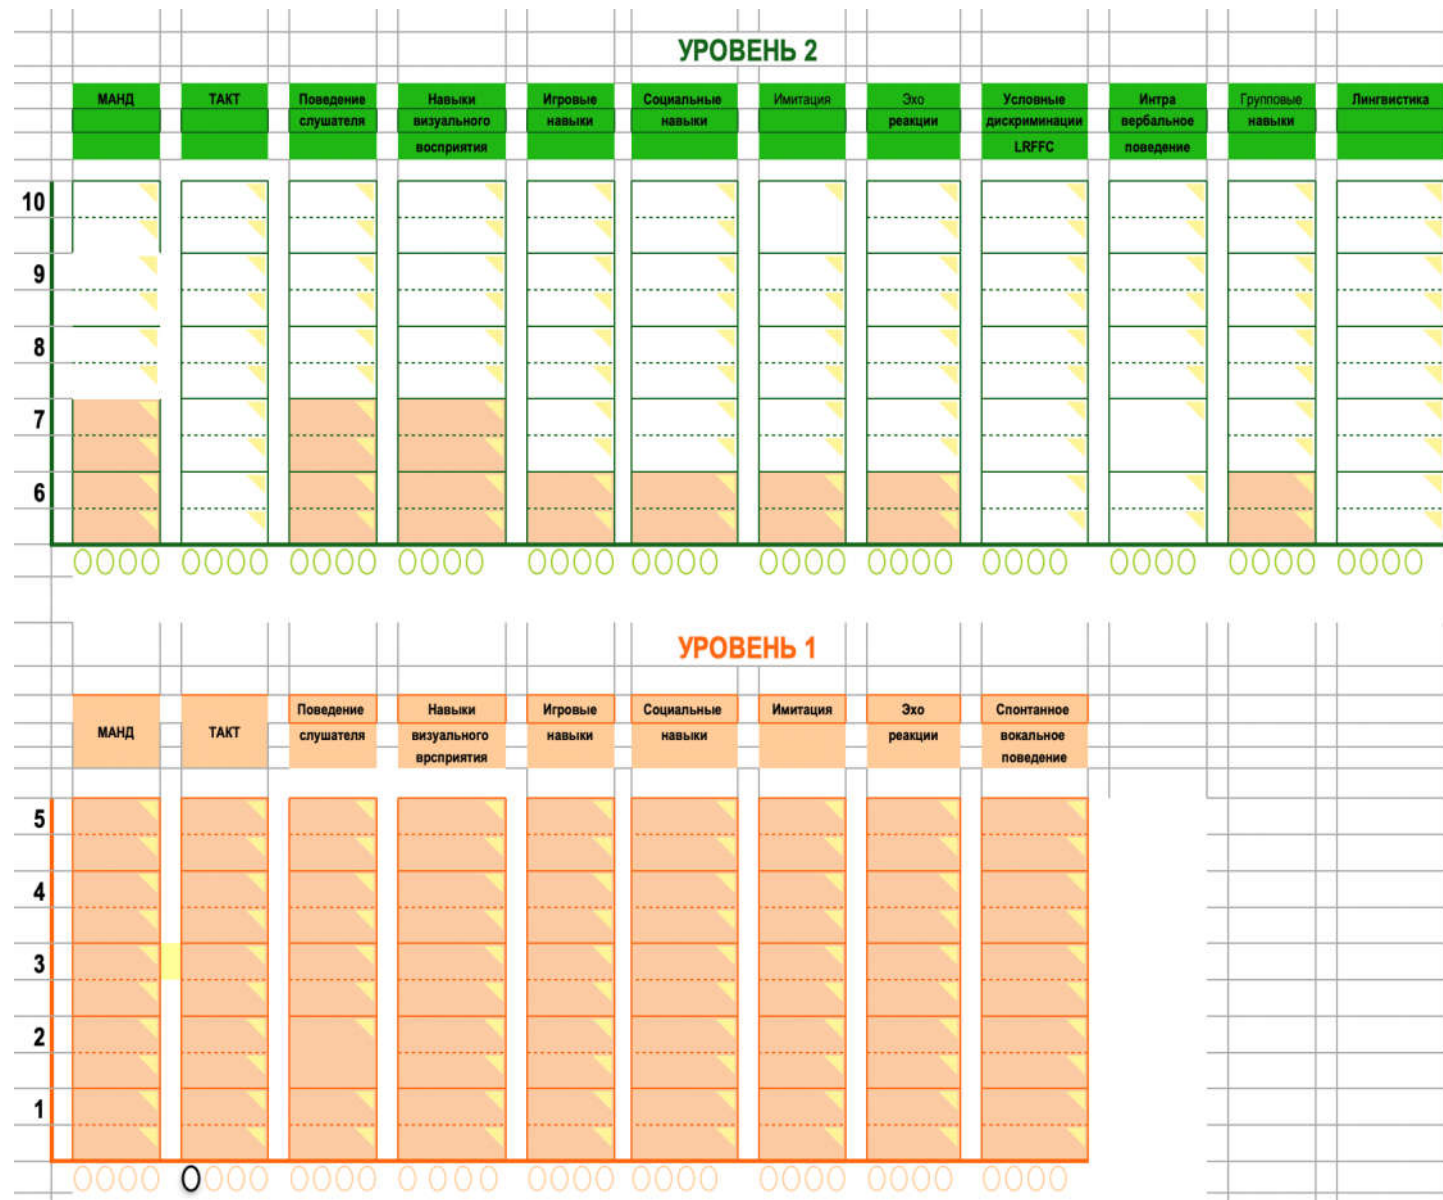 УРОВЕНЬ 2
МАНД ТАКТ Поведение Навыки Игровые Социальные Имитация Эхо Условные Интра Групповые Лингвистика
слушателя визуального навыки навыки реакции дискриминации вербальное навыки
восприятия LRFFC поведение
10
9
8
7
6
УРОВЕНЬ 1
Поведение Навыки Игровые Социальные Имитация Эхо Спонтанное
МАНД ТАКТ слушателя визуального навыки навыки реакции вокальное
врсприятия поведение
5
4
3
2
1